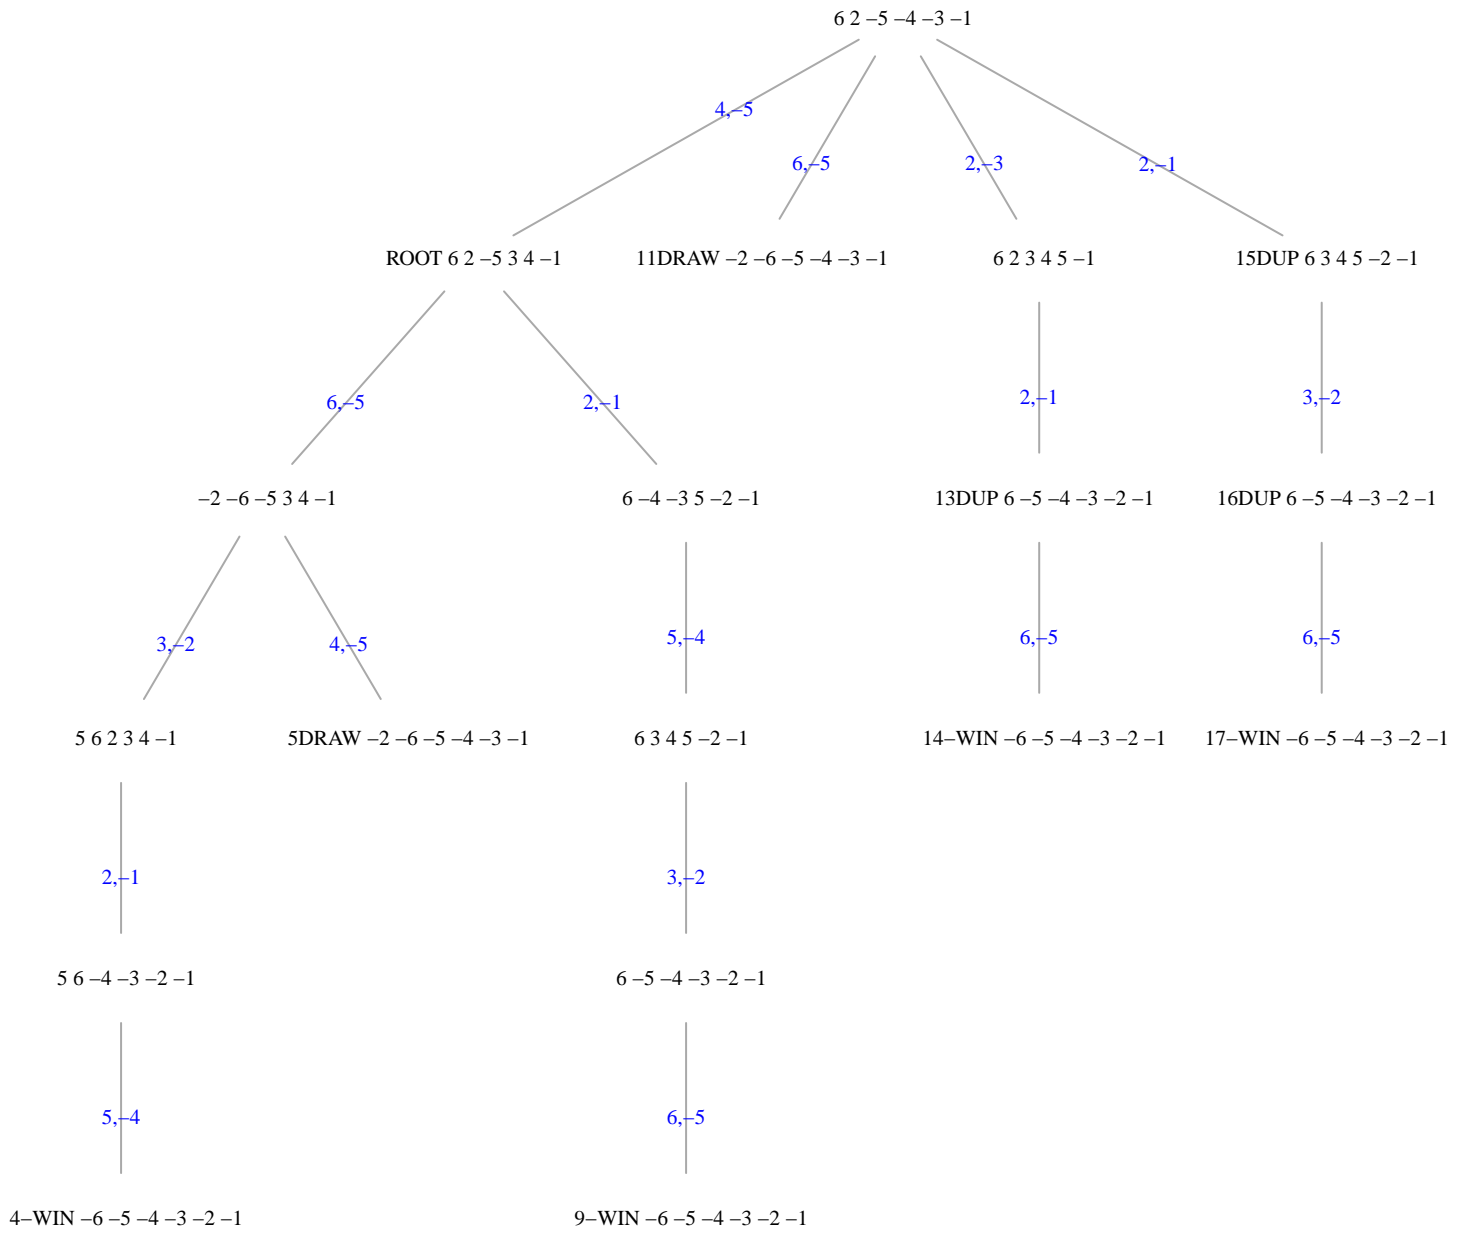 6 2 –5 –4 –3 –1
4,–5
6,–5
2,–3
2,–1
ROOT 6 2 –5 3 4 –1
11DRAW –2 –6 –5 –4 –3 –1
6 2 3 4 5 –1
15DUP 6 3 4 5 –2 –1
6,–5
2,–1
2,–1
3,–2
–2 –6 –5 3 4 –1
6 –4 –3 5 –2 –1
13DUP 6 –5 –4 –3 –2 –1
16DUP 6 –5 –4 –3 –2 –1
3,–2
4,–5
5,–4
6,–5
6,–5
5 6 2 3 4 –1
5DRAW –2 –6 –5 –4 –3 –1
6 3 4 5 –2 –1
14–WIN –6 –5 –4 –3 –2 –1
17–WIN –6 –5 –4 –3 –2 –1
2,–1
3,–2
5 6 –4 –3 –2 –1
6 –5 –4 –3 –2 –1
5,–4
6,–5
4–WIN –6 –5 –4 –3 –2 –1
9–WIN –6 –5 –4 –3 –2 –1